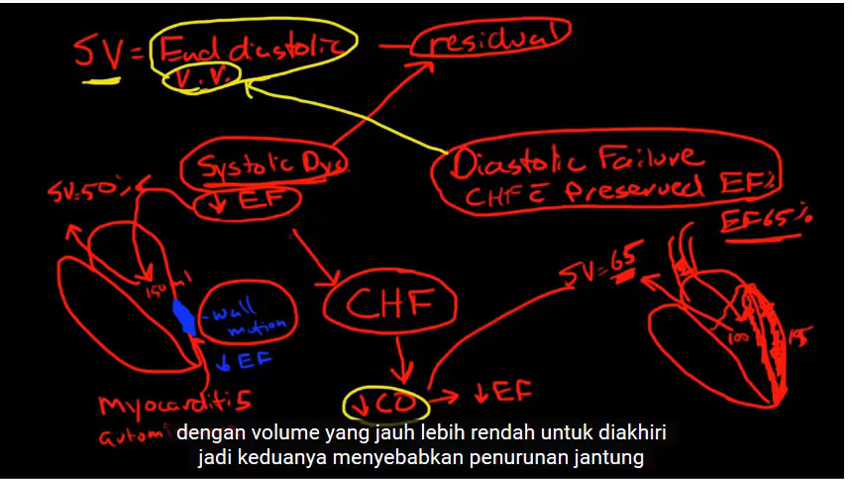 SV = End diastolic - residual
V.V.
Systolic Dys.
↓ EF
Diastolic Failure
CHF c̄ Preserved EF%
EF 65%
SV=50%
150 ml
wall
motion
↓ EF
Myocarditis
CHF
↓ CO → ↓ EF
SV = 65
100
dengan volume yang jauh lebih rendah untuk diakhiri
jadi keduanya menyebabkan penurunan jantung